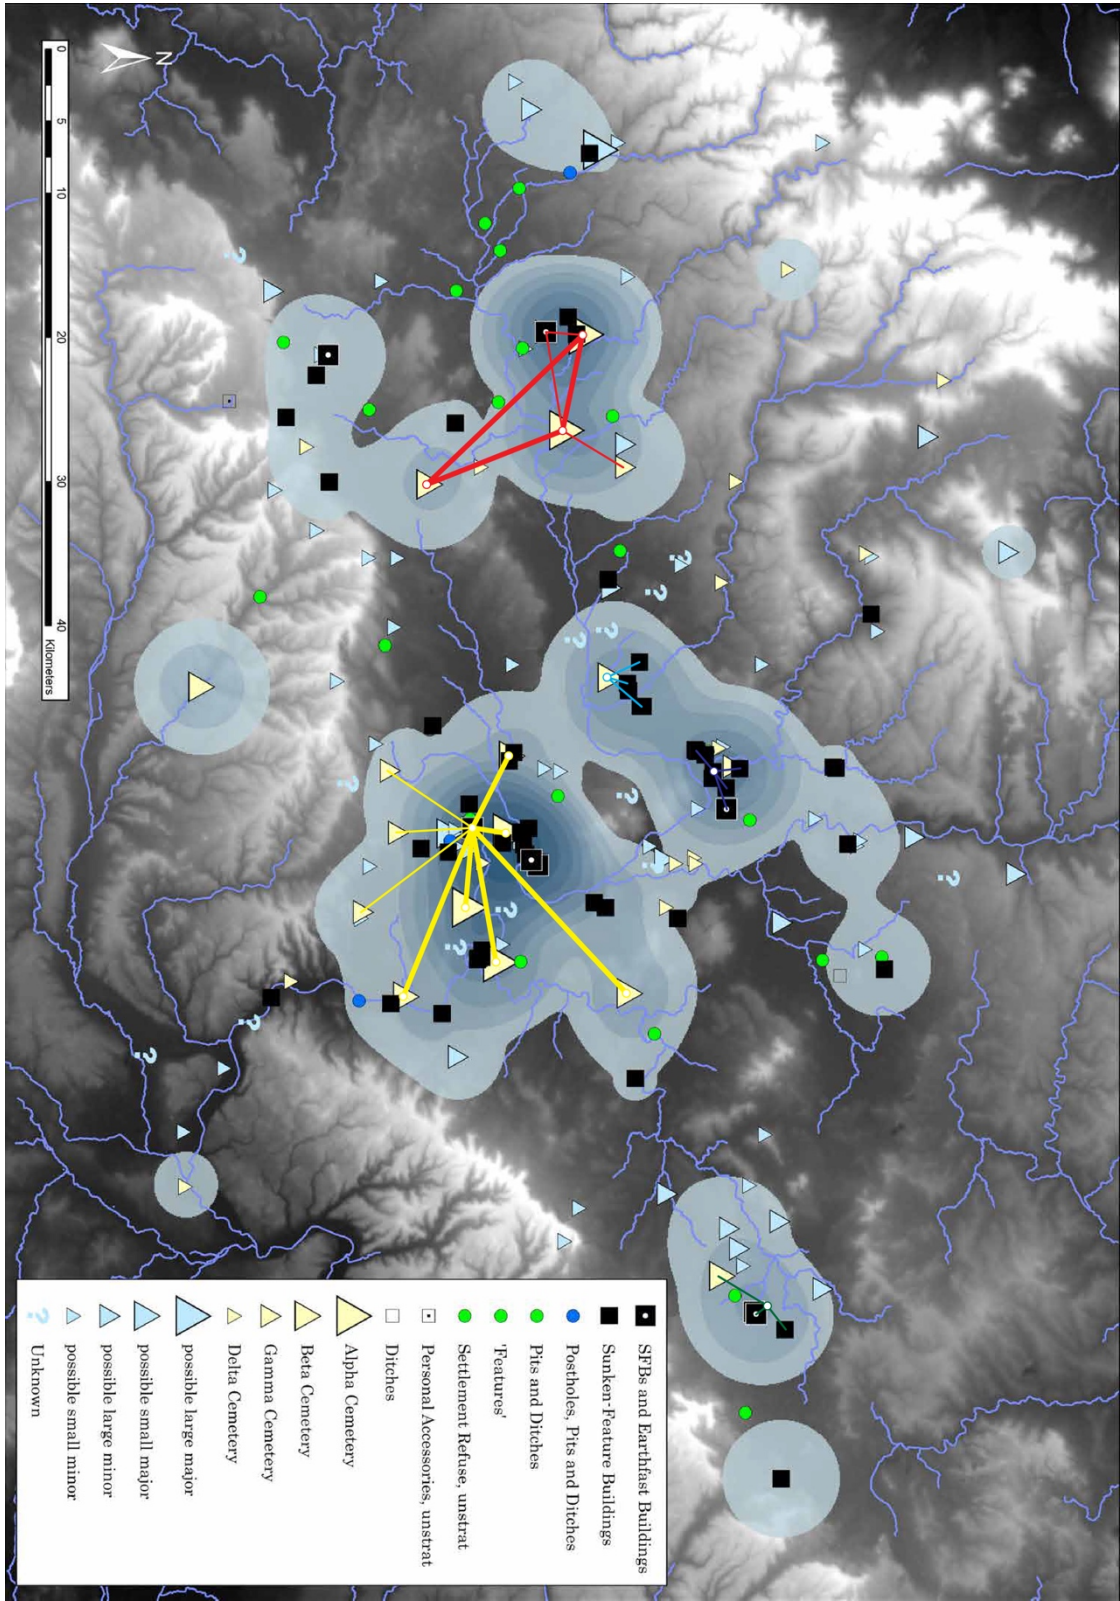 N
0 5 10 20 30 40
Kilometers
SFBs and Earthfast Buildings
Sunken-Feature Buildings
Postholes, Pits and Ditches
Pits and Ditches
'Features'
Settlement Refuse, unstrat
Personal Accessories, unstrat
Ditches
Alpha Cemetery
Beta Cemetery
Gamma Cemetery
Delta Cemetery
possible large major
possible small major
possible large minor
possible small minor
? Unknown
?
?
?
?
?
?
?
?
?
?
?
?
?
?